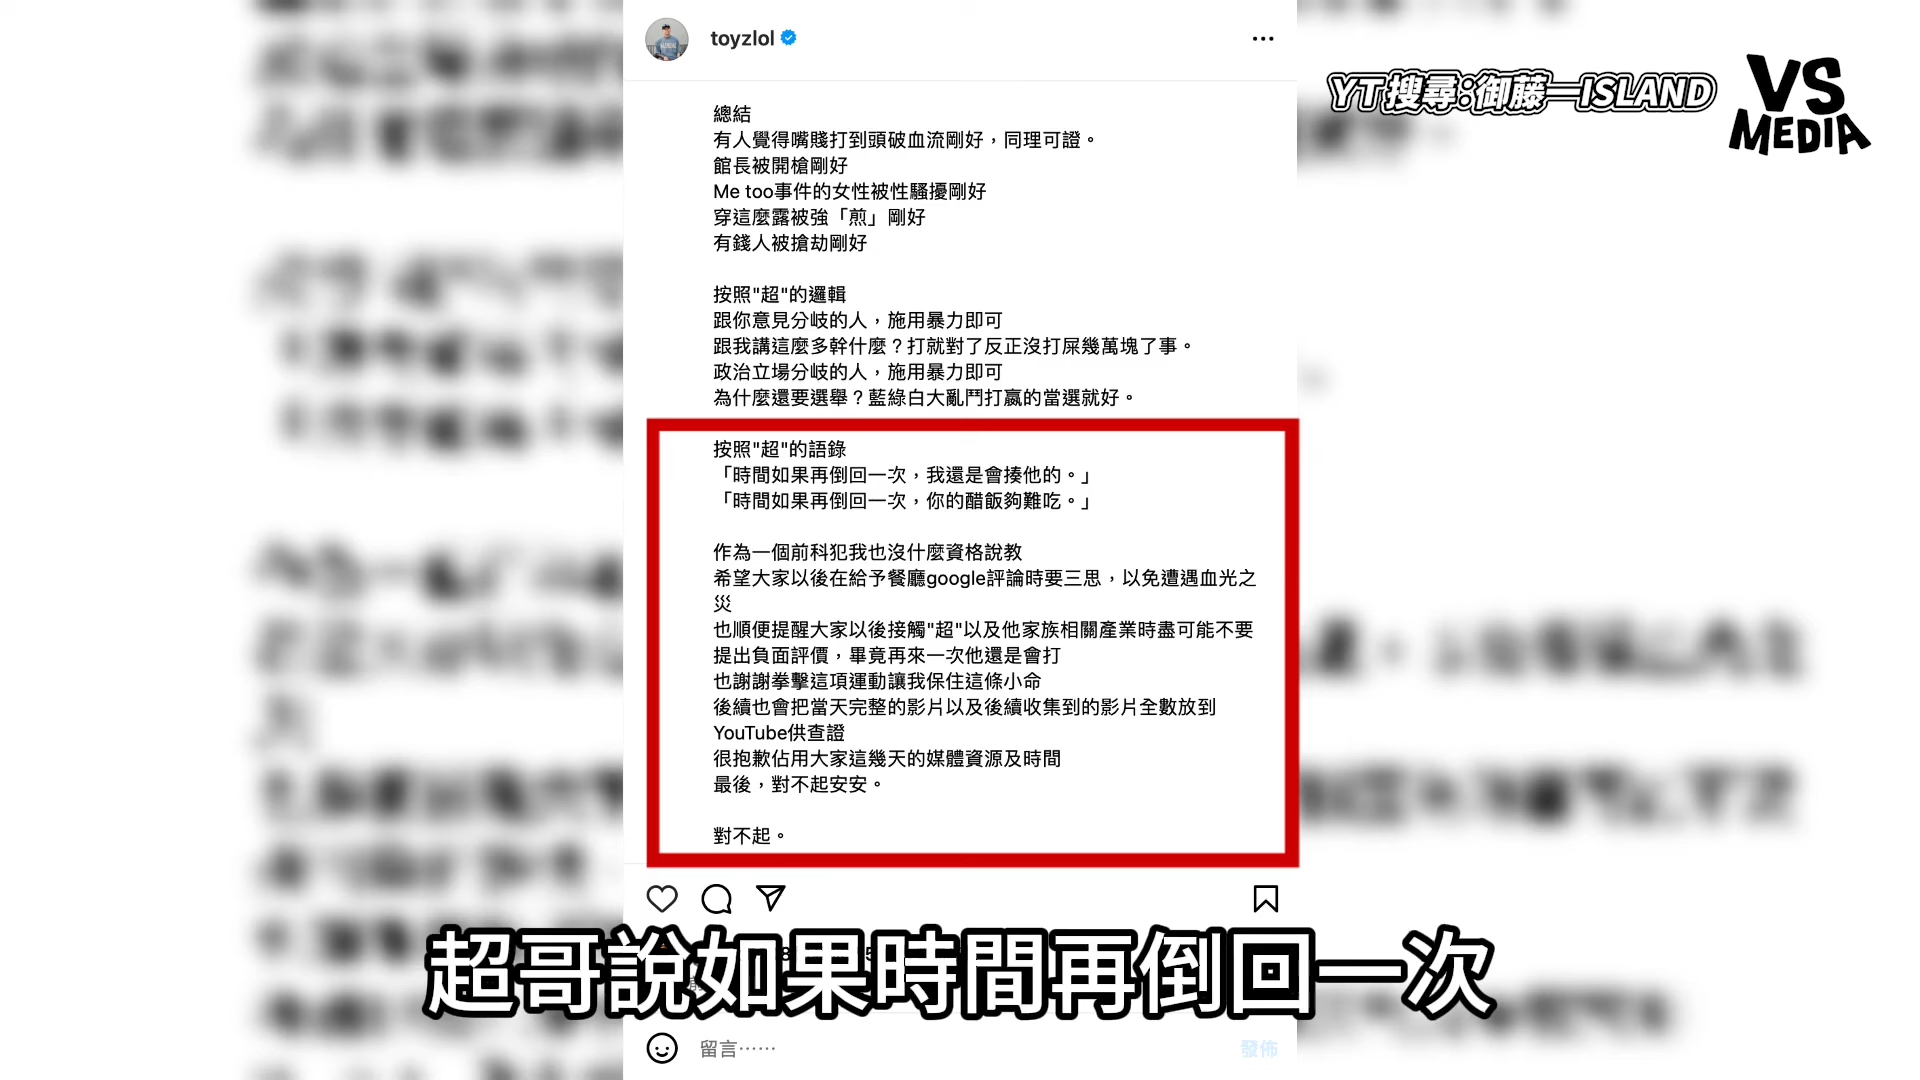 toyzlol
YT搜尋:御藤一ISLAND
VS
MEDIA
總結
有人覺得嘴賤打到頭破血流剛好，同理可證。
館長被開槍剛好
Me too事件的女性被性騷擾剛好
穿這麼露被強「煎」剛好
有錢人被搶劫剛好
按照"超"的邏輯
跟你意見分歧的人，施用暴力即可
跟我講這麼多幹什麼？打就對了反正沒打屎幾萬塊了事。
政治立場分歧的人，施用暴力即可
為什麼還要選舉？藍綠白大亂鬥打贏的當選就好。
按照"超"的語錄
「時間如果再倒回一次，我還是會揍他的。」
「時間如果再倒回一次，你的醋飯夠難吃。」
作為一個前科犯我也沒什麼資格說教
希望大家以後在給予餐廳google評論時要三思，以免遭遇血光之
災
也順便提醒大家以後接觸"超"以及他家族相關產業時盡可能不要
提出負面評價，畢竟再來一次他還是會打
也謝謝拳擊這項運動讓我保住這條小命
後續也會把當天完整的影片以及後續收集到的影片全數放到
YouTube供查證
很抱歉佔用大家這幾天的媒體資源及時間
最後，對不起安安。
對不起。
超哥說如果時間再倒回一次
留言……
發佈